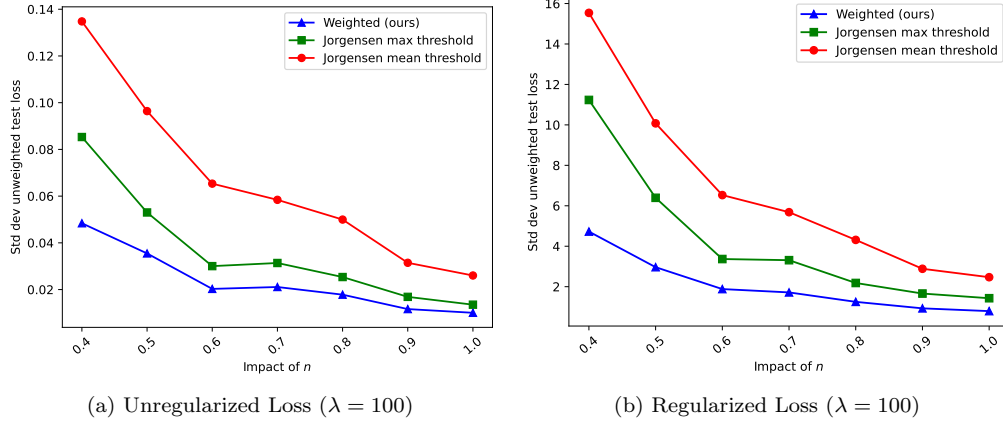 0.14
0.12
0.10
0.08
0.06
0.04
0.02
Std dev unweighted test loss
Weighted (ours)
Jorgensen max threshold
Jorgensen mean threshold
0.4 0.5 0.6 0.7 0.8 0.9 1.0
Impact of n
(a) Unregularized Loss (λ = 100)
16
14
12
10
8
6
4
2
Std dev unweighted test loss
Weighted (ours)
Jorgensen max threshold
Jorgensen mean threshold
0.4 0.5 0.6 0.7 0.8 0.9 1.0
Impact of n
(b) Regularized Loss (λ = 100)